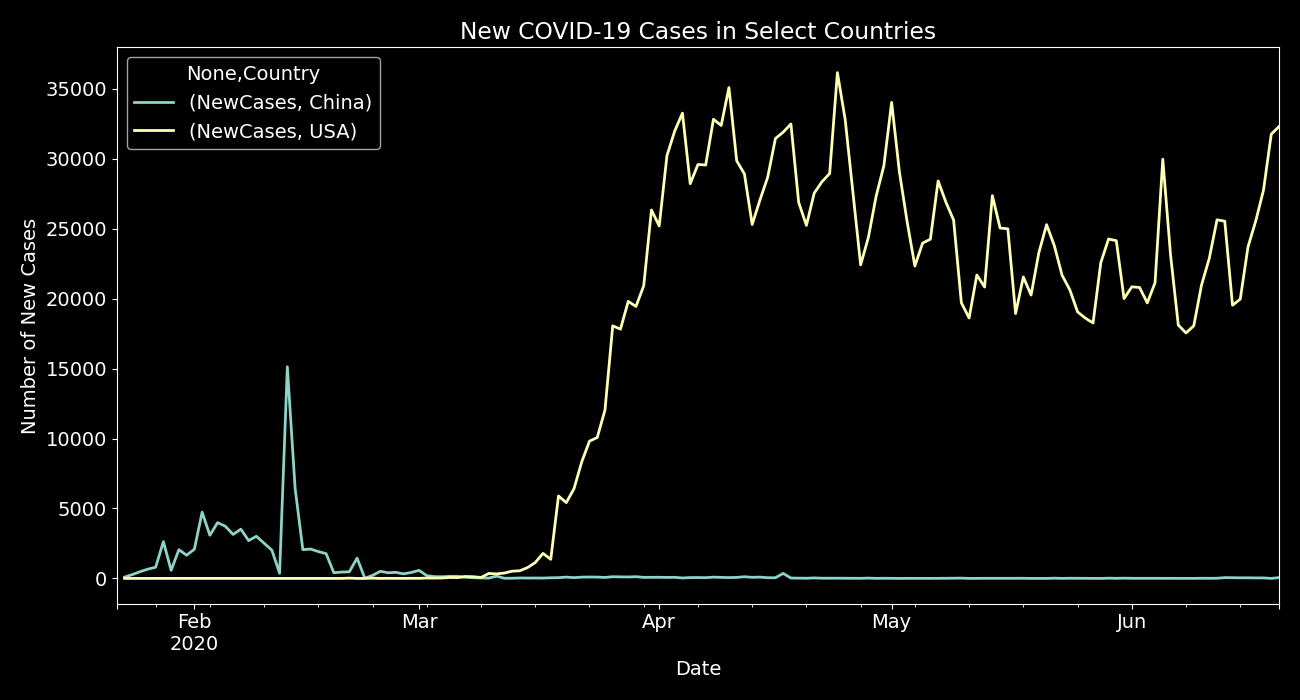 New COVID-19 Cases in Select Countries
None,Country
(NewCases, China)
(NewCases, USA)
Number of New Cases
35000
30000
25000
20000
15000
10000
5000
0
Feb
2020
Mar
Apr
May
Jun
Date